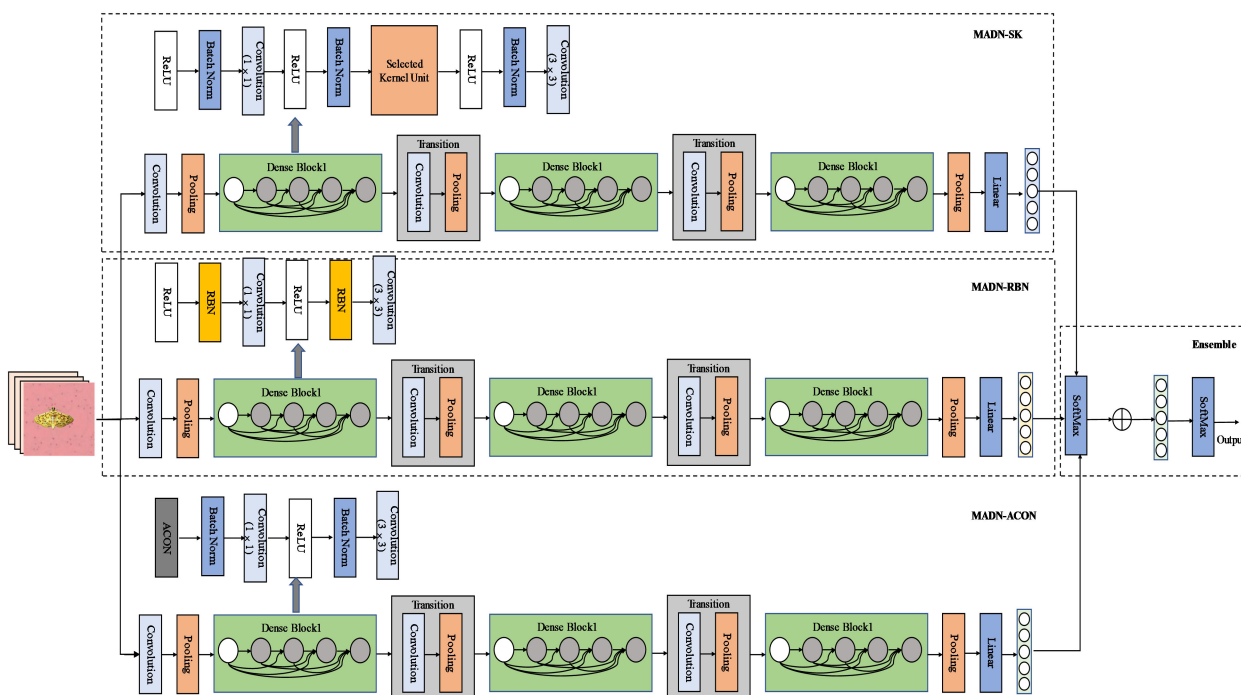 MADN-SK
ReLU
Batch Norm
Convolution
(1 × 1)
ReLU
Batch Norm
Selected
Kernel Unit
ReLU
Batch Norm
Convolution
(3 × 3)
Convolution
Pooling
Dense Block1
Transition
Convolution
Pooling
Dense Block1
Transition
Convolution
Pooling
Dense Block1
Pooling
Linear
MADN-RBN
ReLU
RBN
Convolution
(1 × 1)
ReLU
RBN
Convolution
(3 × 3)
Convolution
Pooling
Dense Block1
Transition
Convolution
Pooling
Dense Block1
Transition
Convolution
Pooling
Dense Block1
Pooling
Linear
Ensemble
SoftMax
SoftMax
Output
MADN-ACON
ACON
Batch Norm
Convolution
(1 × 1)
ReLU
Batch Norm
Convolution
(3 × 3)
Convolution
Pooling
Dense Block1
Transition
Convolution
Pooling
Dense Block1
Transition
Convolution
Pooling
Dense Block1
Pooling
Linear